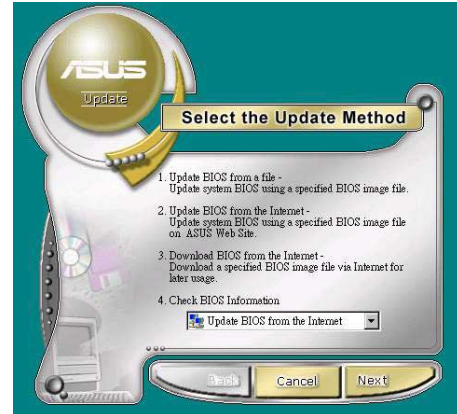 ASUS
Update
Select the Update Method
1. Update BIOS from a file -
Update system BIOS using a specified BIOS image file.
2. Update BIOS from the Internet -
Update system BIOS using a specified BIOS image file
on ASUS Web Site.
3. Download BIOS from the Internet -
Download a specified BIOS image file via Internet for
later usage.
4. Check BIOS Information
Update BIOS from the Internet
Back
Cancel
Next